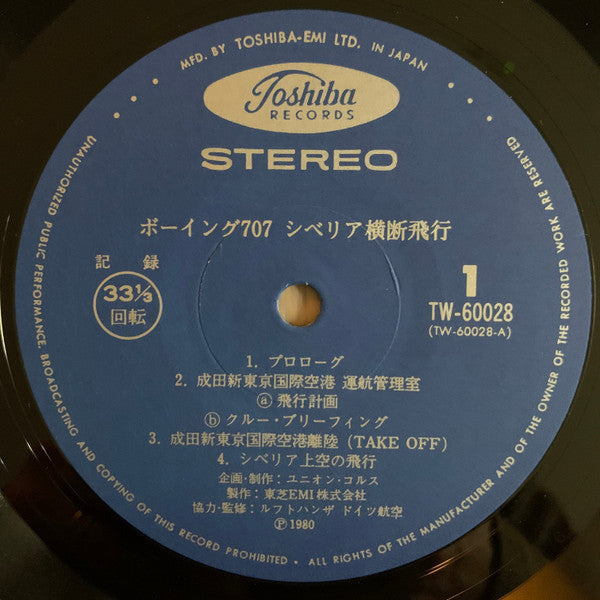 MFD. BY TOSHIBA-EMI LTD. IN JAPAN
Toshiba
RECORDS
STEREO
ボーイング707 シベリア横断飛行
記録
33 1/3
回転
1
TW-60028
(TW-60028-A)
1. プロローグ
2. 成田新東京国際空港 運航管理室
ⓐ 飛行計画
ⓑ クルー・ブリーフィング
3. 成田新東京国際空港離陸 (TAKE OFF)
4. シベリア上空の飛行
企画・制作：ユニオン・コルス
製作：東芝EMI株式会社
協力・監修：ルフトハンザ ドイツ航空
Ⓟ 1980
UNAUTHORIZED PUBLIC PERFORMANCE, BROADCASTING AND COPYING OF THIS RECORD PROHIBITED • ALL RIGHTS OF THE MANUFACTURER AND OF THE OWNER OF THE RECORDED WORK ARE RESERVED